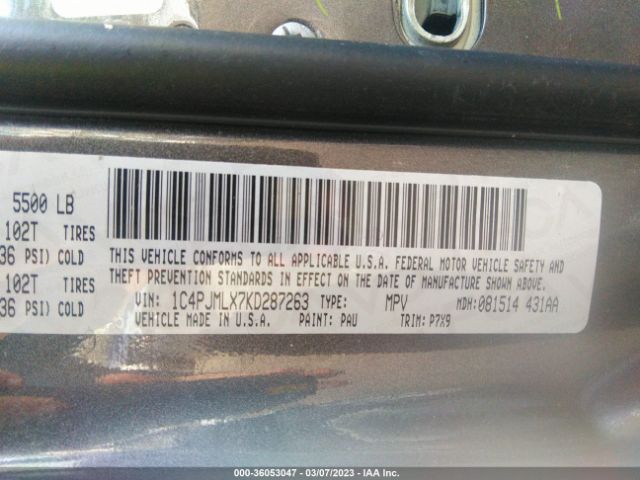 5500 LB
102T TIRES
36 PSI) COLD
102T TIRES
36 PSI) COLD
THIS VEHICLE CONFORMS TO ALL APPLICABLE U.S.A. FEDERAL MOTOR VEHICLE SAFETY AND
THEFT PREVENTION STANDARDS IN EFFECT ON THE DATE OF MANUFACTURE SHOWN ABOVE.
VIN: 1C4PJMLX7KD287263 TYPE: MPV MDH:081514 431AA
VEHICLE MADE IN U.S.A. PAINT: PAU TRIM: P7X9
000-36053047 — 03/07/2023 — IAA Inc.